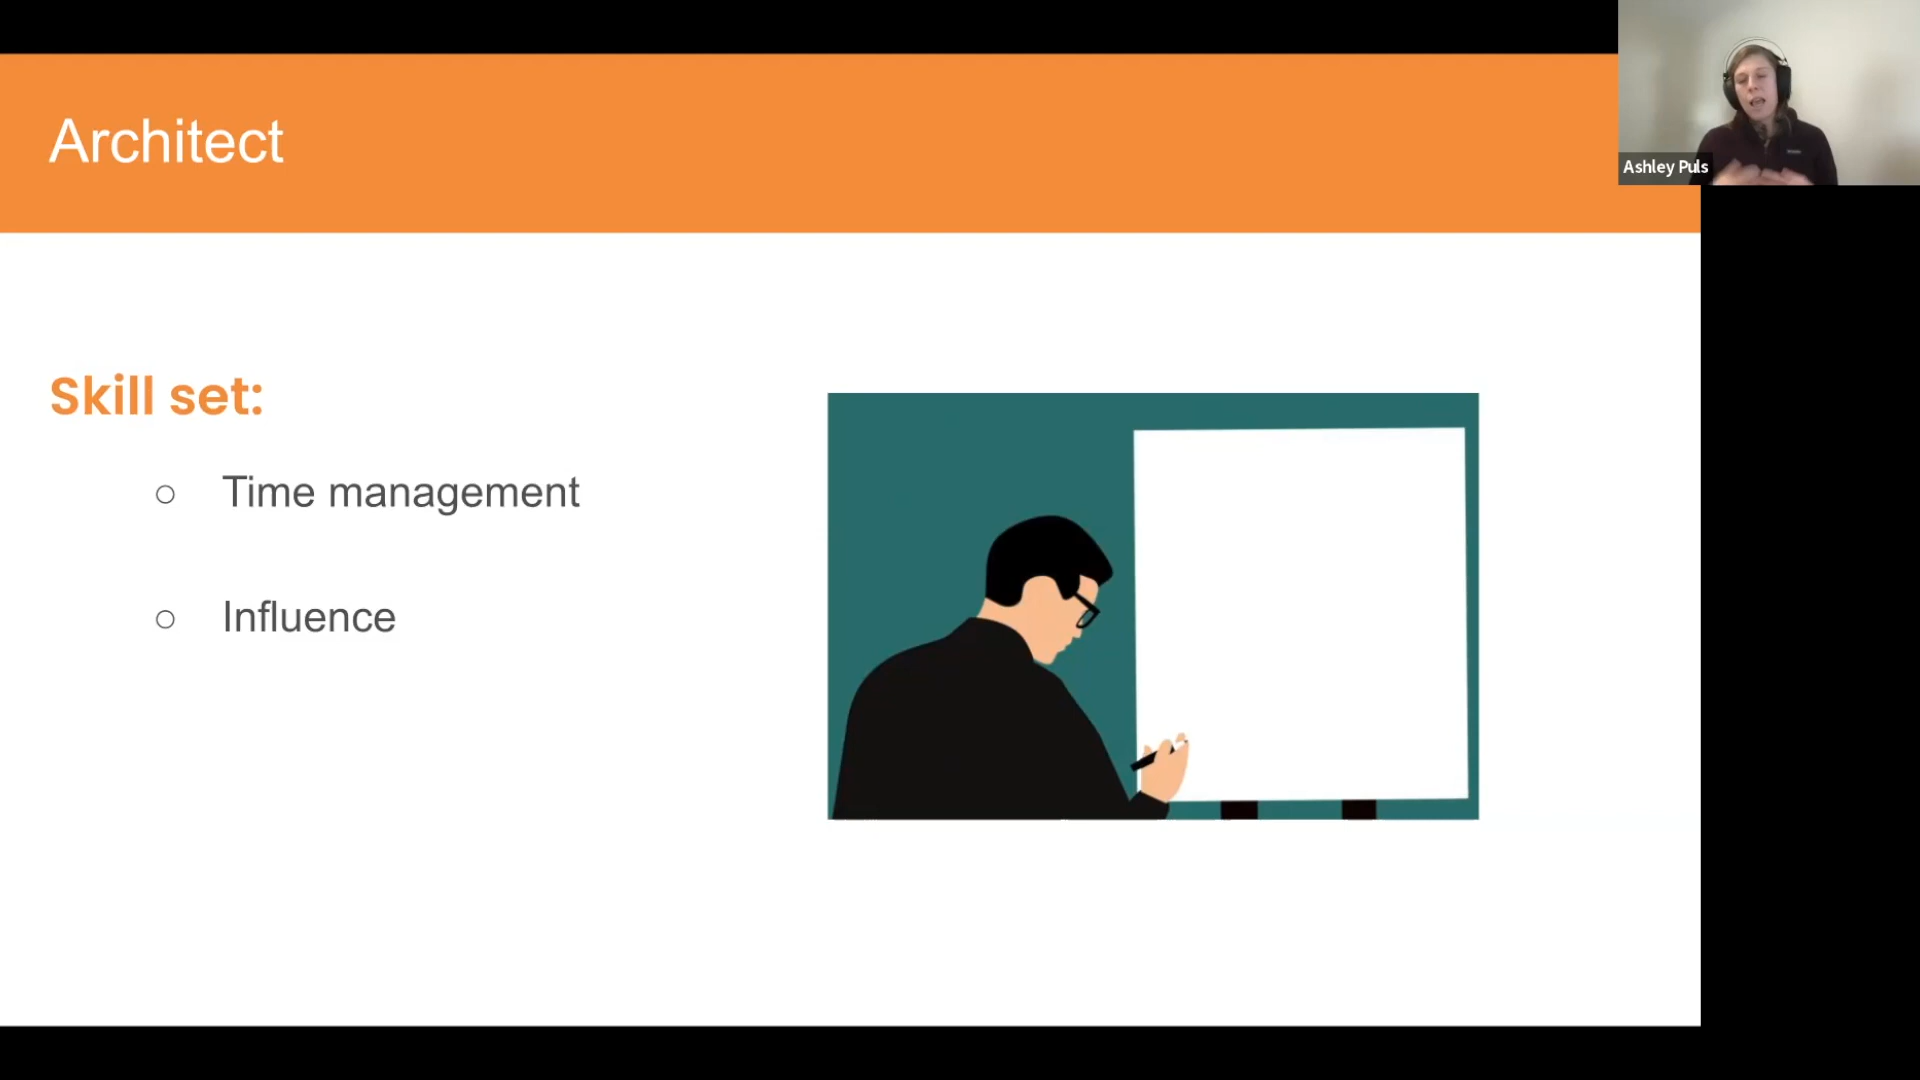 Architect
Ashley Puls
Skill set:
○ Time management
○ Influence